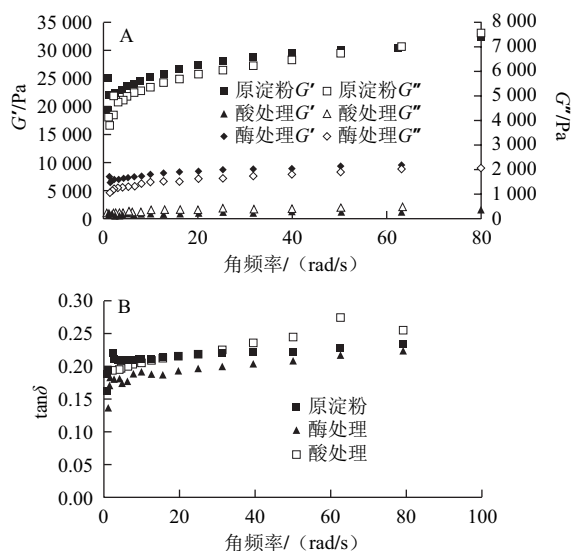 A
35 000
30 000
25 000
20 000
15 000
10 000
5 000
0
G′/Pa
8 000
7 000
6 000
5 000
4 000
3 000
2 000
1 000
0
G″/Pa
原淀粉G′ 原淀粉G″
酸处理G′ 酸处理G″
酶处理G′ 酶处理G″
0 20 40 60 80
角频率/（rad/s）
B
0.30
0.25
0.20
0.15
0.10
0.05
0.00
tanδ
原淀粉
酶处理
酸处理
0 20 40 60 80 100
角频率/（rad/s）